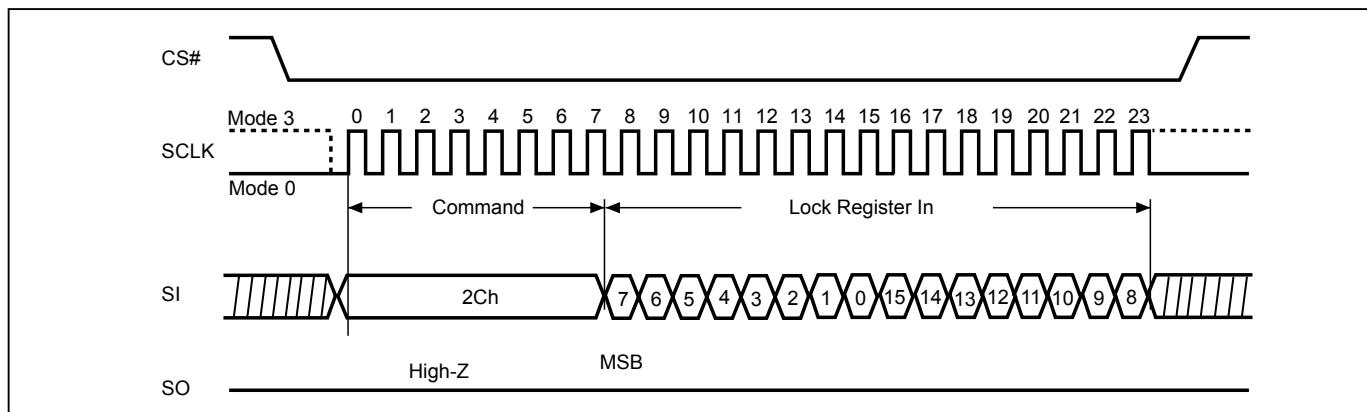 CS#
Mode 3 0 1 2 3 4 5 6 7 8 9 10 11 12 13 14 15 16 17 18 19 20 21 22 23
SCLK
Mode 0
Command Lock Register In
SI 2Ch 7 6 5 4 3 2 1 0 15 14 13 12 11 10 9 8
High-Z MSB
SO